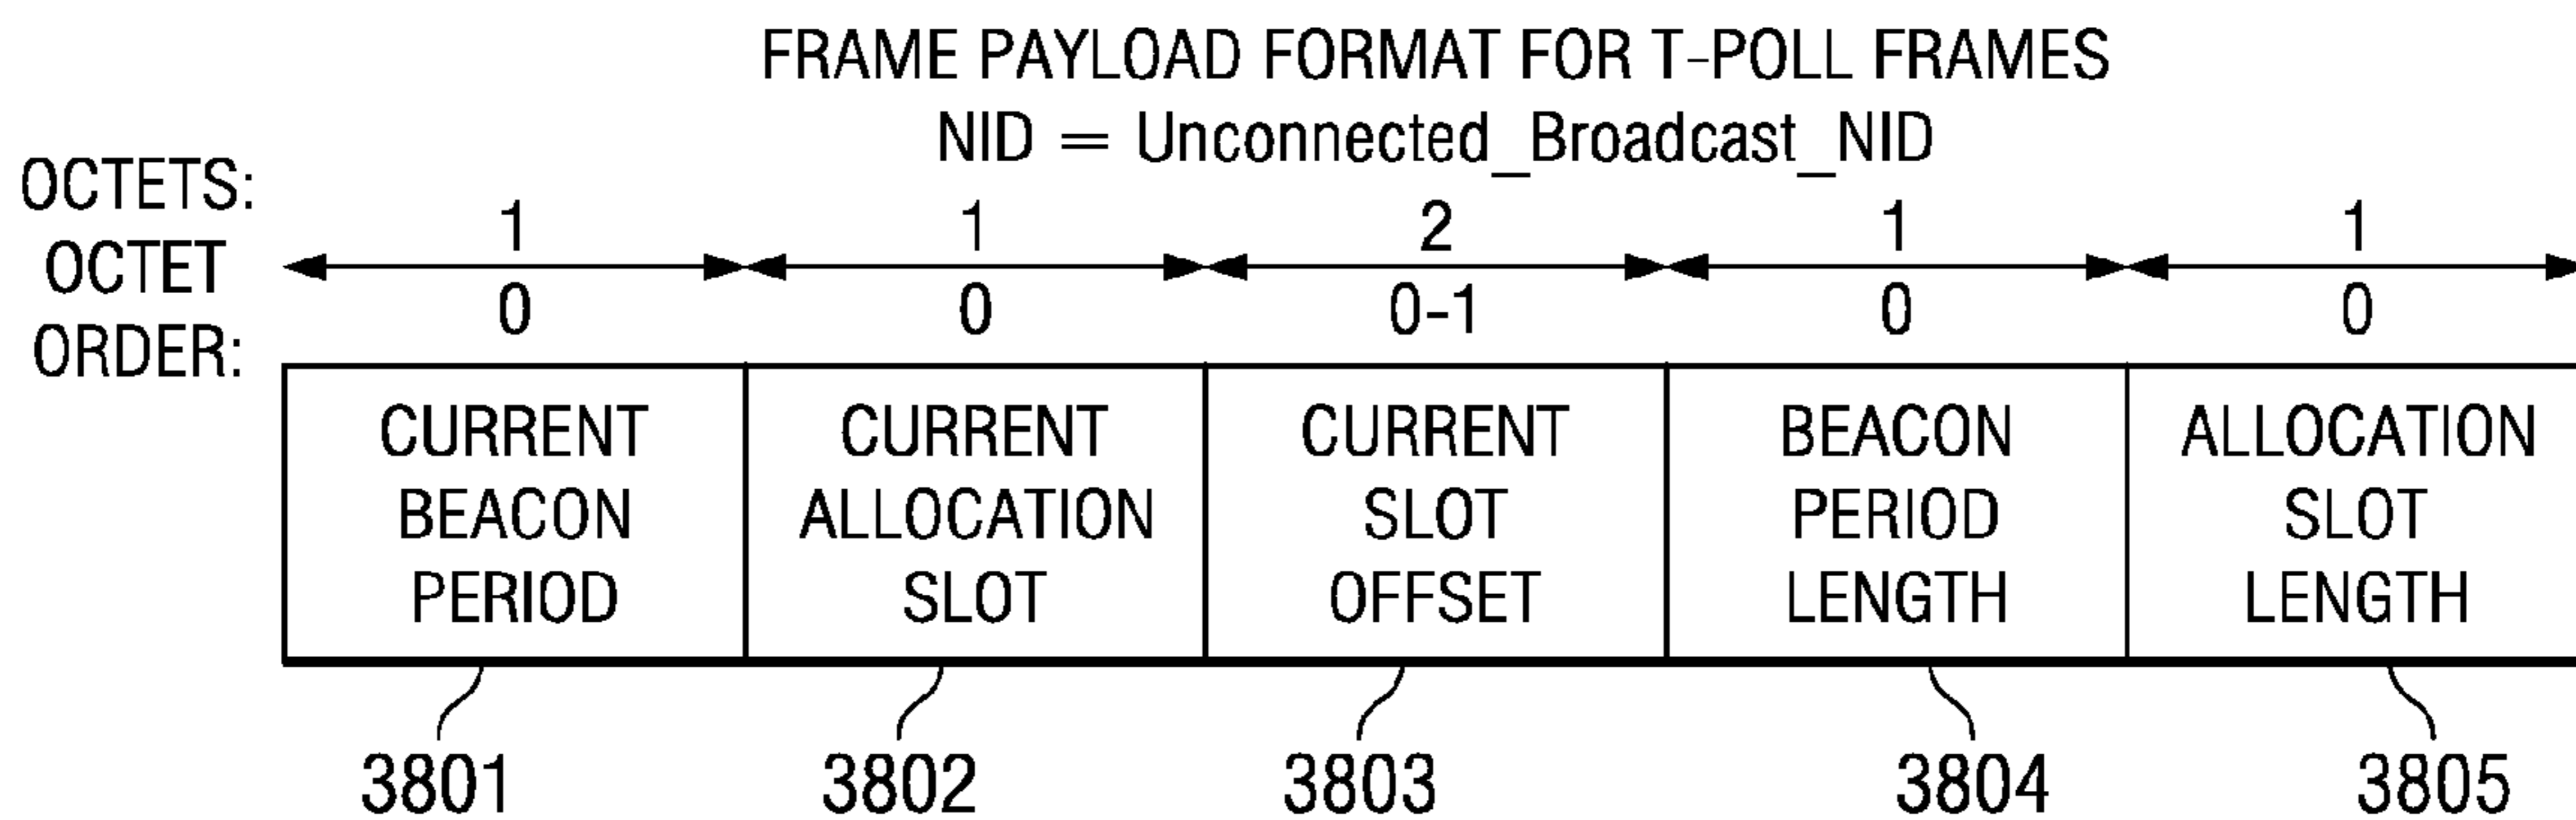 FRAME PAYLOAD FORMAT FOR T-POLL FRAMES
NID = Unconnected_Broadcast_NID
OCTETS:
1 1 2 1 1
OCTET
ORDER:
0 0 0-1 0 0
CURRENT
BEACON
PERIOD
CURRENT
ALLOCATION
SLOT
CURRENT
SLOT
OFFSET
BEACON
PERIOD
LENGTH
ALLOCATION
SLOT
LENGTH
3801 3802 3803 3804 3805